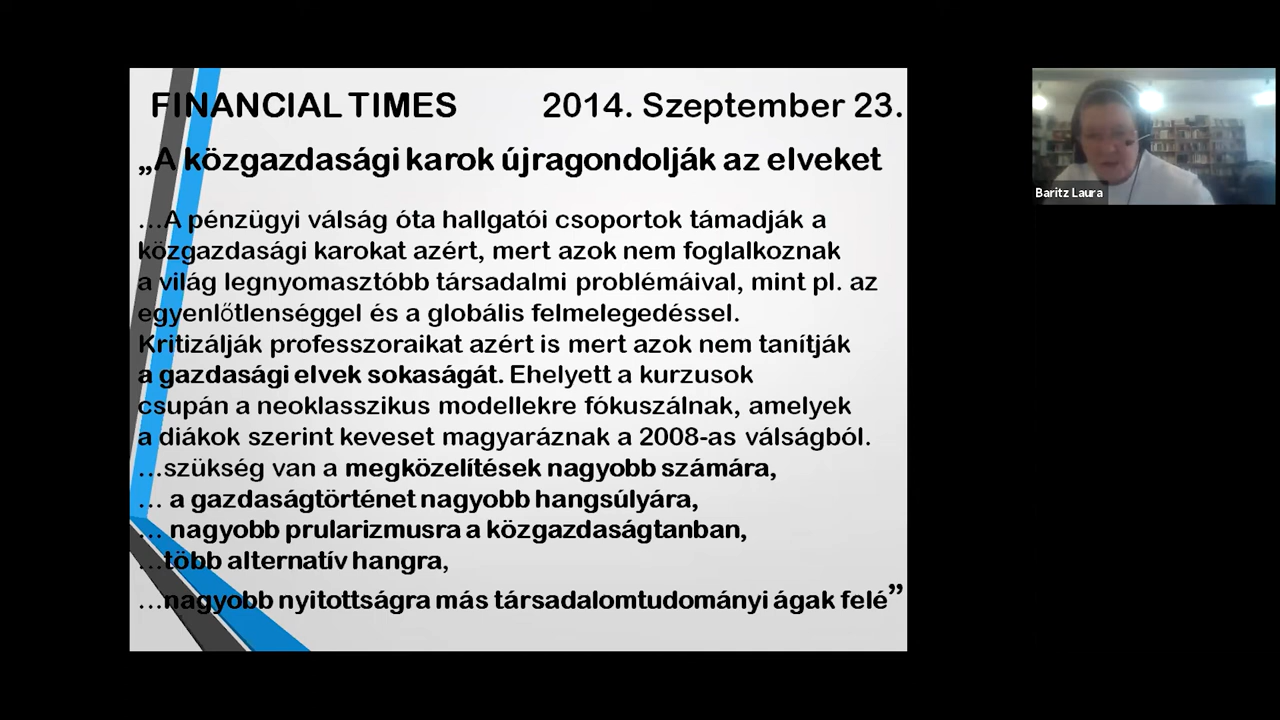 FINANCIAL TIMES 2014. Szeptember 23.
„A közgazdasági karok újragondolják az elveket
…A pénzügyi válság óta hallgatói csoportok támadják a
közgazdasági karokat azért, mert azok nem foglalkoznak
a világ legnyomasztóbb társadalmi problémáival, mint pl. az
egyenlőtlenséggel és a globális felmelegedéssel.
Kritizálják professzoraikat azért is mert azok nem tanítják
a gazdasági elvek sokaságát. Ehelyett a kurzusok
csupán a neoklasszikus modellekre fókuszálnak, amelyek
a diákok szerint keveset magyaráznak a 2008-as válságból.
…szükség van a megközelítések nagyobb számára,
… a gazdaságtörténet nagyobb hangsúlyára,
… nagyobb prularizmusra a közgazdaságtanban,
…több alternatív hangra,
…nagyobb nyitottságra más társadalomtudományi ágak felé”
Baritz Laura